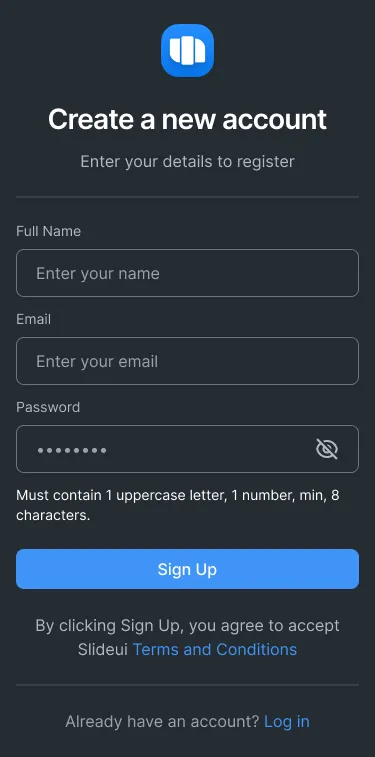 Create a new account
Enter your details to register
Full Name
Enter your name
Email
Enter your email
Password
••••••••
Must contain 1 uppercase letter, 1 number, min, 8
characters.
Sign Up
By clicking Sign Up, you agree to accept
Slideui Terms and Conditions
Already have an account? Log in